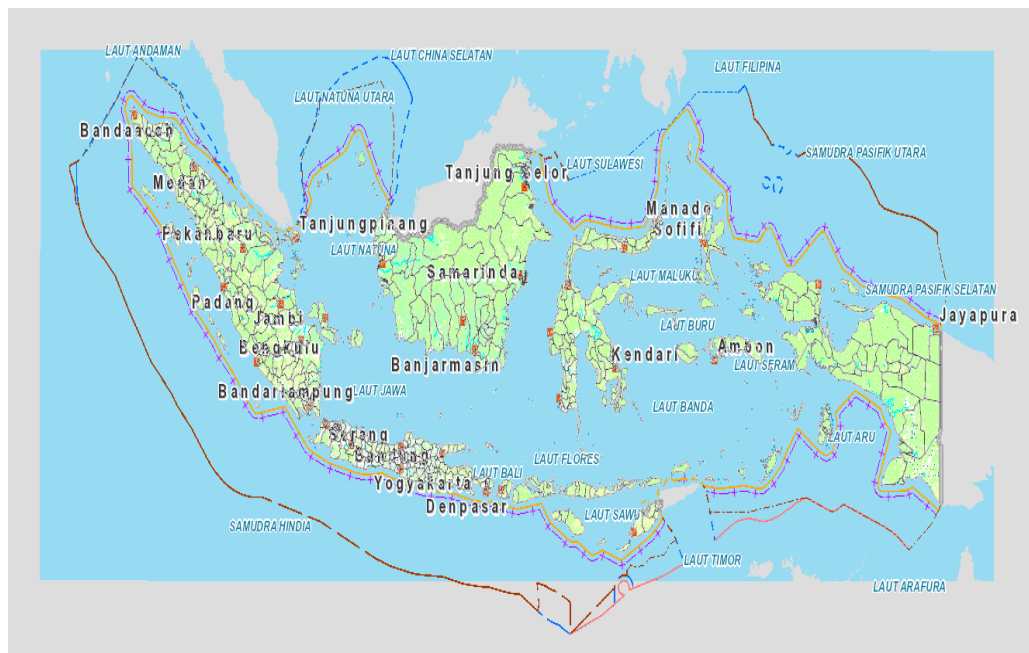 LAUT ANDAMAN
LAUT CHINA SELATAN
LAUT FILIPINA
LAUT NATUNA UTARA
Bandaaceh
SAMUDRA PASIFIK UTARA
LAUT SULAWESI
Tanjung Selor
Medan
Manado
Sofifi
Tanjungpinang
Pekanbaru
LAUT NATUNA
Samarinda
LAUT MALUKU
SAMUDRA PASIFIK SELATAN
Padang
Jambi
Jayapura
LAUT BURU
Bengkulu
Kendari
Ambon
Banjarmasin
LAUT SERAM
Bandarlampung
LAUT JAWA
LAUT BANDA
Serang
LAUT ARU
Bandung
LAUT FLORES
LAUT BALI
Yogyakarta
Denpasar
LAUT SAWU
SAMUDRA HINDIA
LAUT TIMOR
LAUT ARAFURA